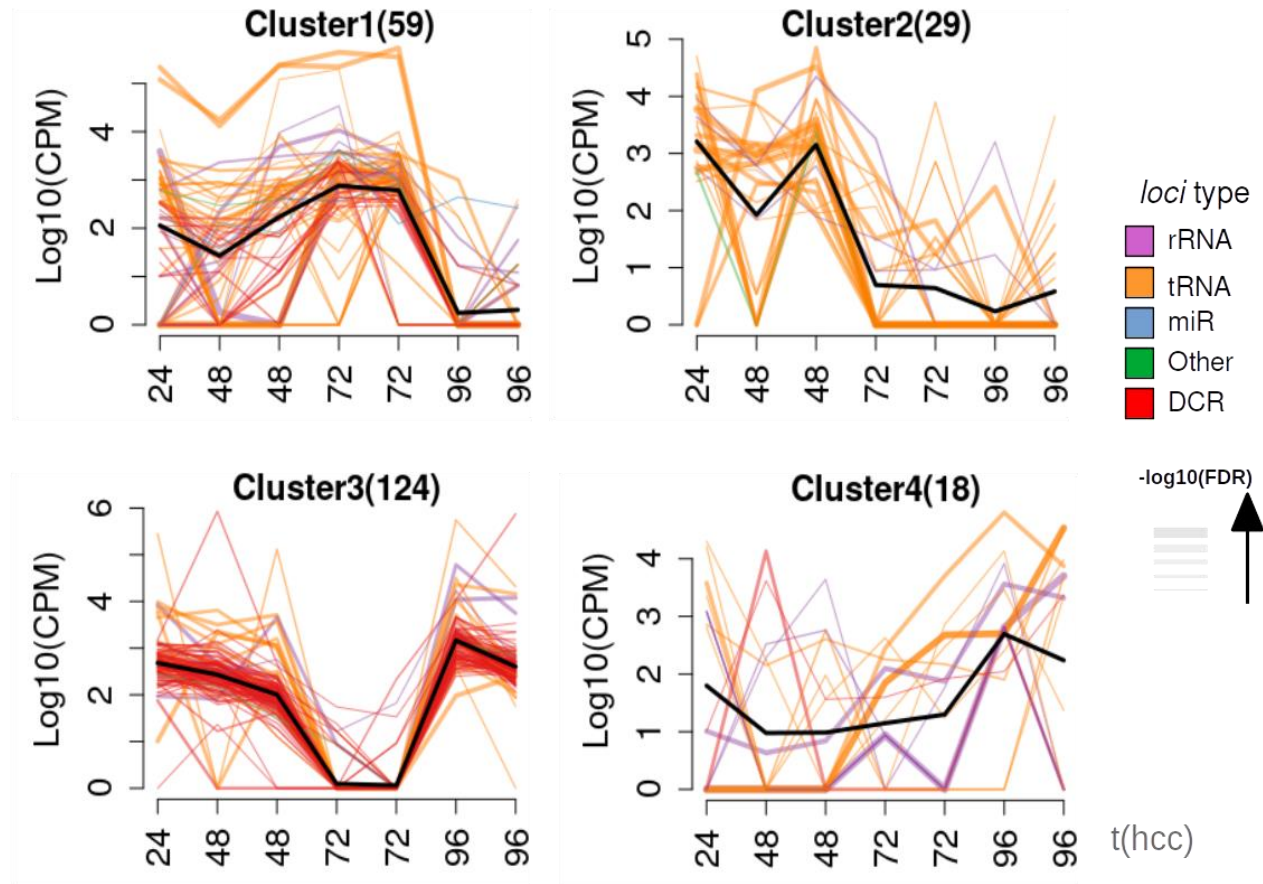 Cluster1(59)
Log10(CPM)
4
2
0
24 48 48 72 72 96 96
Cluster2(29)
Log10(CPM)
5
4
3
2
1
0
24 48 48 72 72 96 96
loci type
rRNA
tRNA
miR
Other
DCR
-log10(FDR)
Cluster3(124)
Log10(CPM)
6
4
2
0
24 48 48 72 72 96 96
Cluster4(18)
Log10(CPM)
4
3
2
1
0
24 48 48 72 72 96 96
t(hcc)